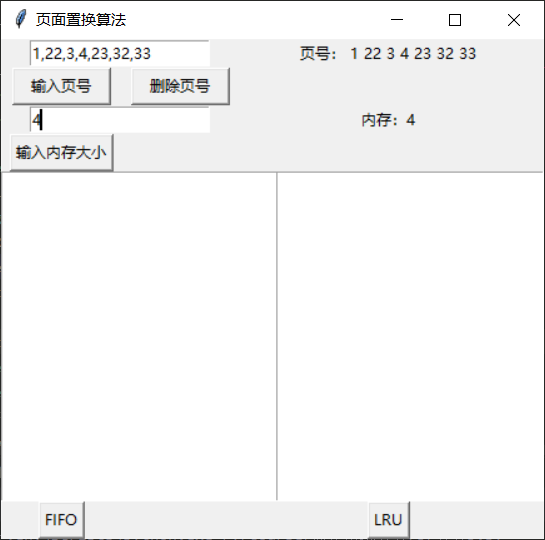 页面置换算法
1,22,3,4,23,32,33
页号： 1 22 3 4 23 32 33
输入页号 删除页号
4
内存：4
输入内存大小
FIFO LRU